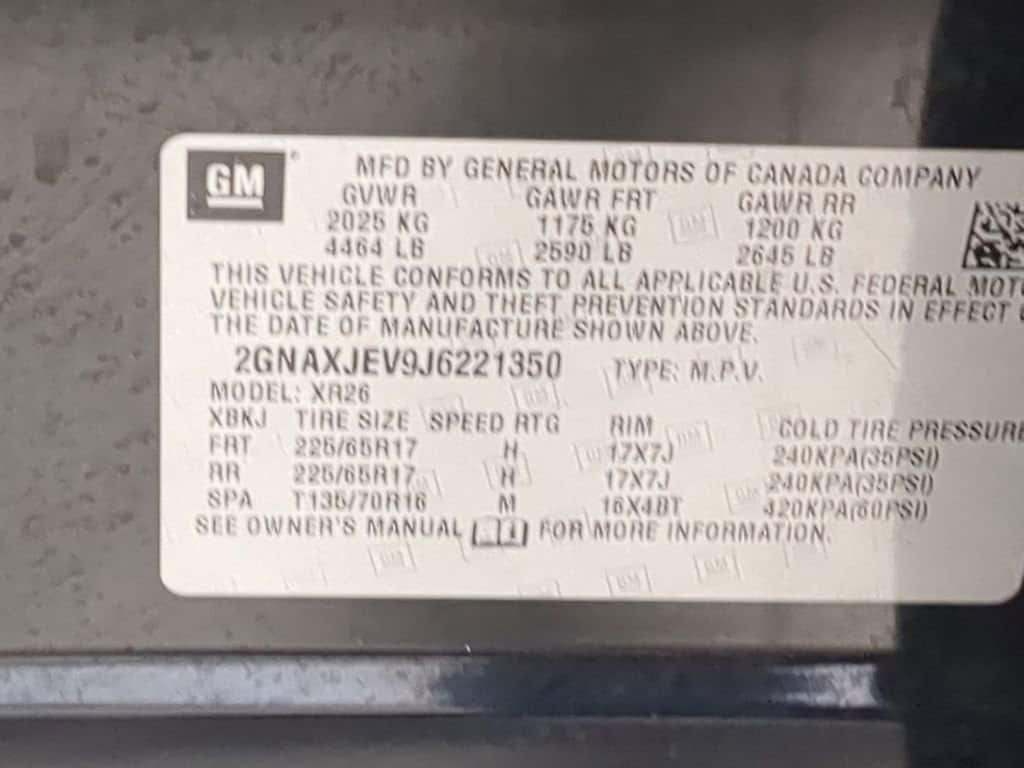 GM
MFD BY GENERAL MOTORS OF CANADA COMPANY
GVWR GAWR FRT GAWR RR
2025 KG 1175 KG 1200 KG
4464 LB 2590 LB 2645 LB
THIS VEHICLE CONFORMS TO ALL APPLICABLE U.S. FEDERAL MOTO
VEHICLE SAFETY AND THEFT PREVENTION STANDARDS IN EFFECT
THE DATE OF MANUFACTURE SHOWN ABOVE.
2GNAXJEV9J6221350 TYPE: M.P.V.
MODEL: XR26
XBKJ TIRE SIZE SPEED RTG RIM COLD TIRE PRESSURE
FRT 225/65R17 H 17X7J 240KPA(35PSI)
RR 225/65R17 H 17X7J 240KPA(35PSI)
SPA T135/70R16 M 16X4BT 420KPA(60PSI)
SEE OWNER'S MANUAL FOR MORE INFORMATION.